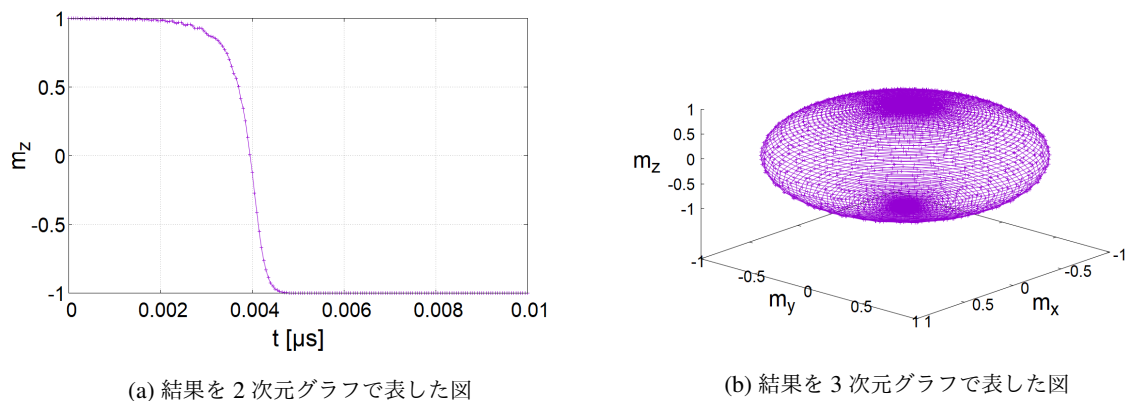 1
0.5
0
-0.5
-1
m_z
0 0.002 0.004 0.006 0.008 0.01
t [μs]
(a) 結果を 2 次元グラフで表した図
1
0.5
0
-0.5
-1
m_z
-1 -0.5 0 0.5 1
m_y
1 0.5 0 -0.5 -1
m_x
(b) 結果を 3 次元グラフで表した図